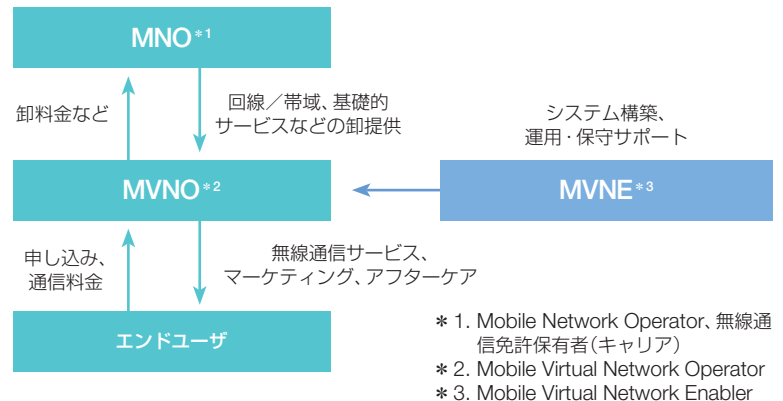 MNO*1
卸料金など
回線／帯域、基礎的
サービスなどの卸提供
システム構築、
運用・保守サポート
MVNO*2
MVNE*3
申し込み、
通信料金
無線通信サービス、
マーケティング、アフターケア
エンドユーザ
*1. Mobile Network Operator、無線通
信免許保有者（キャリア）
*2. Mobile Virtual Network Operator
*3. Mobile Virtual Network Enabler